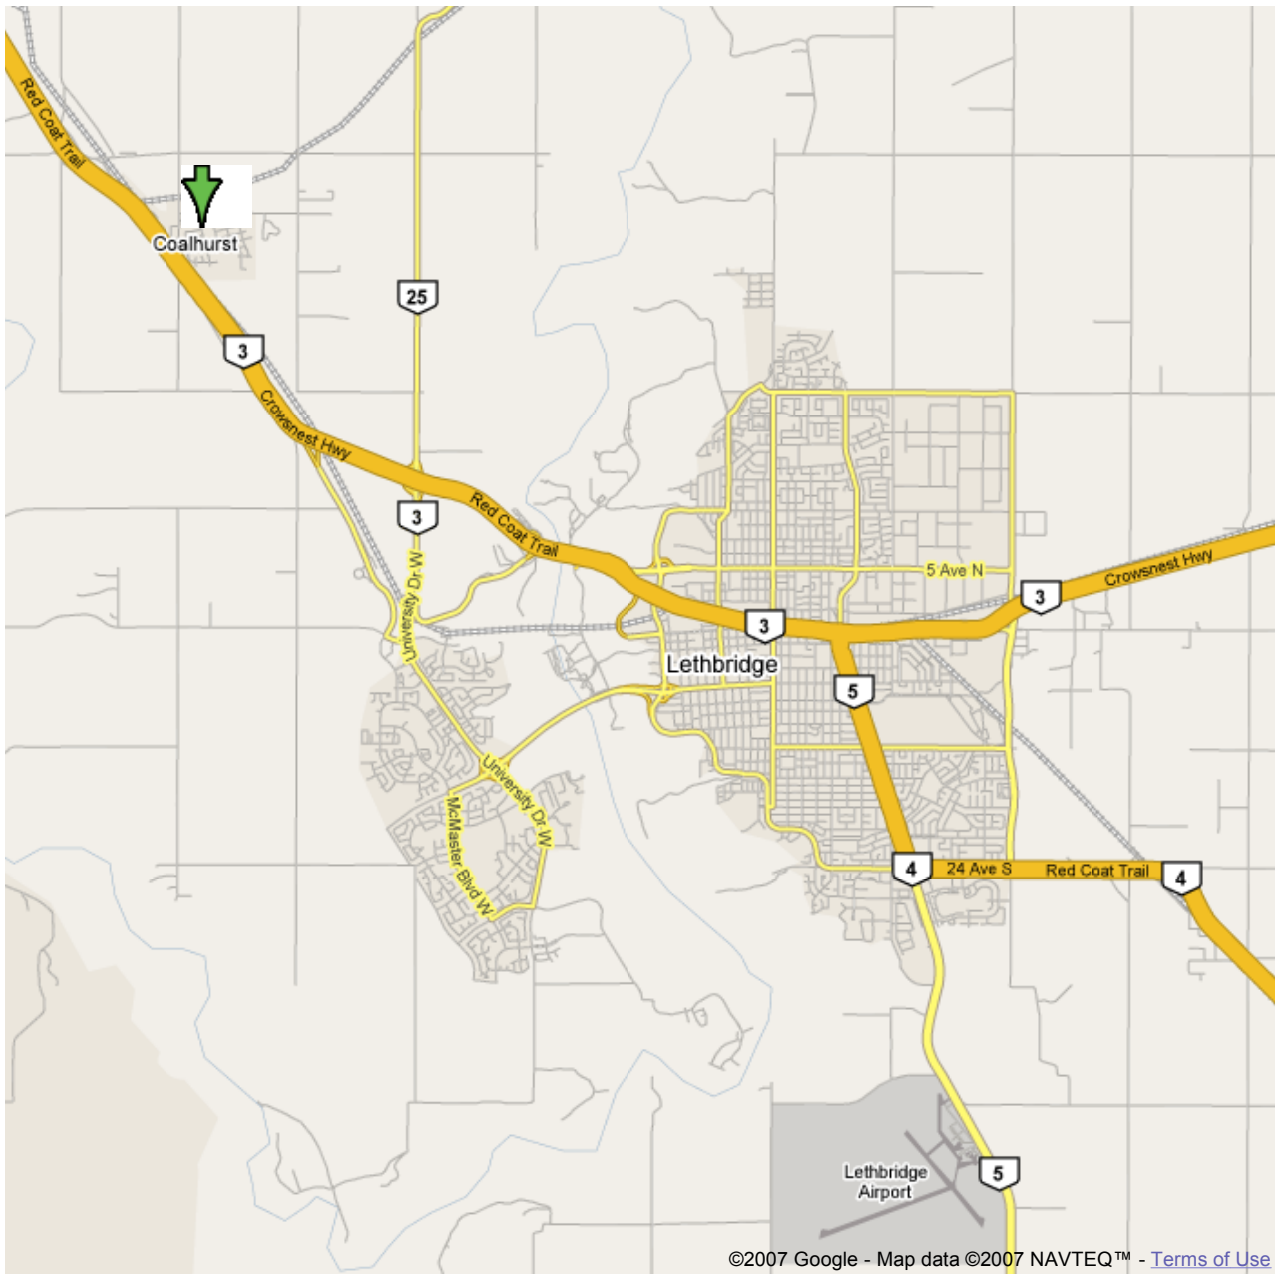 Red Coat Trail
Coalhurst
25
3
Crowsnest Hwy
3
Red Coat Trail
University Dr W
5 Ave N
Crowsnest Hwy
3
3
Lethbridge
5
University Dr W
McMaster Blvd W
4
24 Ave S
Red Coat Trail
4
Lethbridge
Airport
5
©2007 Google - Map data ©2007 NAVTEQ™ - Terms of Use